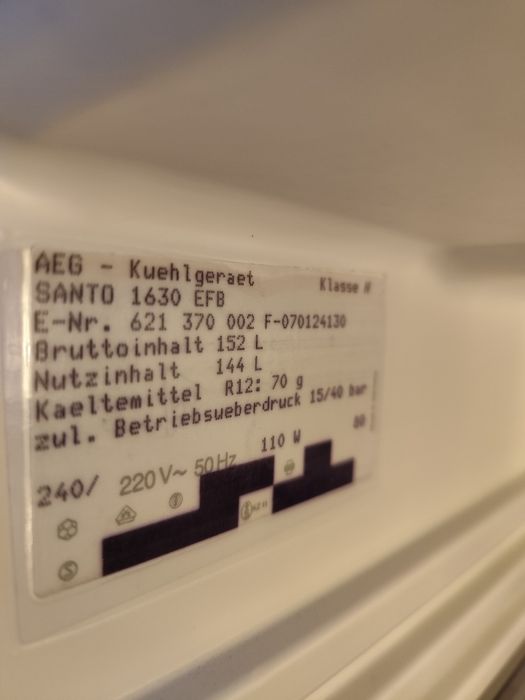 AEG - Kuehlgeraet
Klasse N
SANTO 1630 EFB
E-Nr. 621 370 002 F-070124130
Bruttoinhalt 152 L
Nutzinhalt 144 L
Kaeltemittel R12: 70 g
zul. Betriebsueberdruck 15/40 bar
240/ 220V~ 50Hz 110 W 80